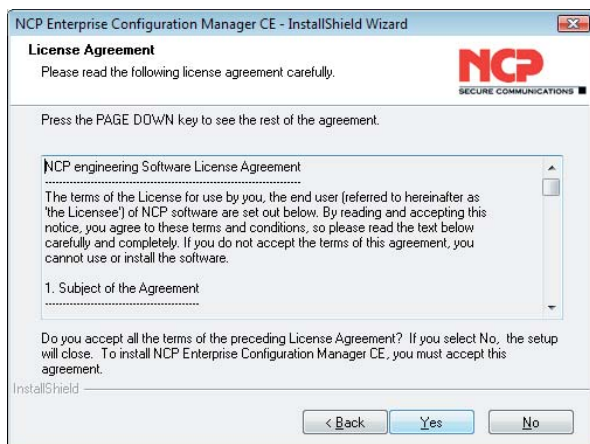 NCP Enterprise Configuration Manager CE - InstallShield Wizard
License Agreement
Please read the following license agreement carefully.
NCP
SECURE COMMUNICATIONS
Press the PAGE DOWN key to see the rest of the agreement.
NCP engineering Software License Agreement
----------------------------------------------------------------
The terms of the License for use by you, the end user (referred to hereinafter as
'the Licensee') of NCP software are set out below. By reading and accepting this
notice, you agree to these terms and conditions, so please read the text below
carefully and completely. If you do not accept the terms of this agreement, you
cannot use or install the software.
1. Subject of the Agreement
---------------------------------------
Do you accept all the terms of the preceding License Agreement? If you select No, the setup
will close. To install NCP Enterprise Configuration Manager CE, you must accept this
agreement.
InstallShield
< Back Yes No